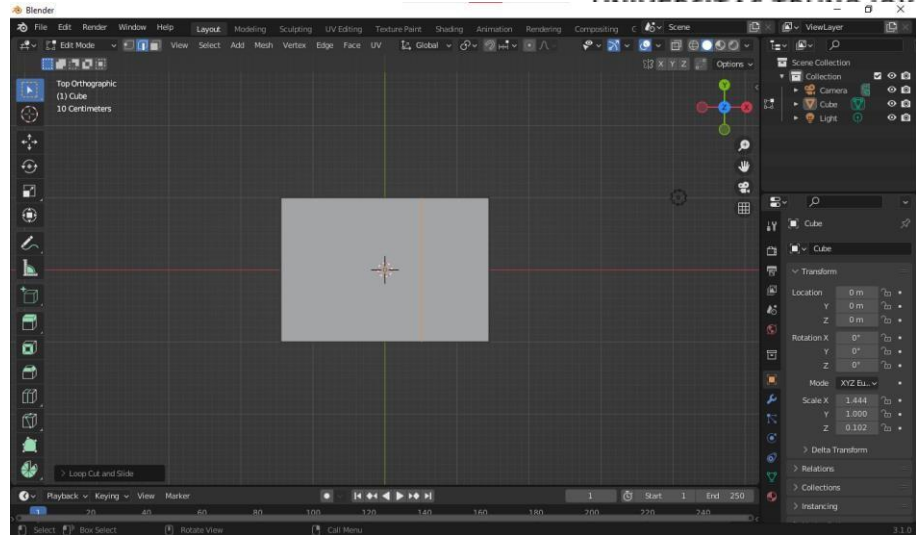 Blender
File Edit Render Window Help Layout Modeling Sculpting UV Editing Texture Paint Shading Animation Rendering Compositing Scene ViewLayer
Edit Mode View Select Add Mesh Vertex Edge Face UV Global
X Y Z Options
Top Orthographic
(1) Cube
10 Centimeters
Y
Z X
Scene Collection
Collection
Camera
Cube
Light
Cube
Cube
Transform
Location 0 m
Y 0 m
Z 0 m
Rotation X 0°
Y 0°
Z 0°
Mode XYZ Eu...
Scale X 1.444
Y 1.000
Z 0.102
Delta Transform
Relations
Collections
Instancing
Loop Cut and Slide
Playback Keying View Marker 1 Start 1 End 250
1 20 40 60 80 100 120 140 160 180 200 220 240
Select Box Select Rotate View Call Menu 3.1.0